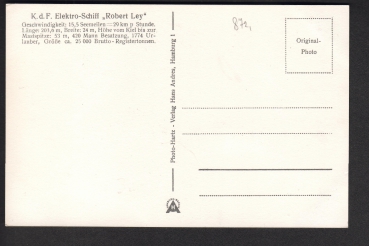 K. d. F. Elektro-Schiff „Robert Ley"
Geschwindigkeit: 15,5 Seemeilen = 29 km p. Stunde.
Länge 201,6 m, Breite: 24 m, Höhe vom Kiel bis zur
Mastspitze: 53 m, 430 Mann Besatzung, 1774 Ur-
lauber, Größe ca. 25 000 Brutto-Registertonnen.
Photo-Hartz - Verlag Hans Andres, Hamburg 1
Original-
Photo